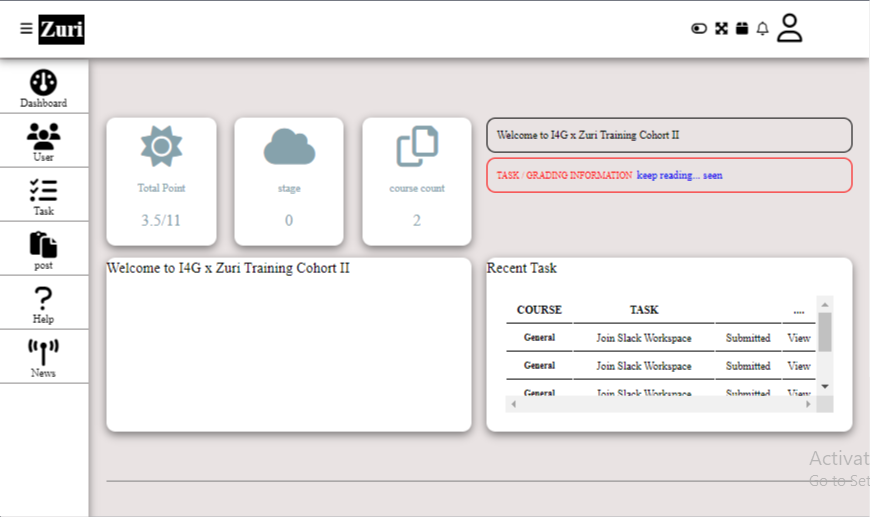 Zuri
Dashboard
User
Task
post
Help
News
Total Point
3.5/11
stage
0
course count
2
Welcome to I4G x Zuri Training Cohort II
TASK / GRADING INFORMATION keep reading... seen
Welcome to I4G x Zuri Training Cohort II
Recent Task
COURSE TASK ....
General Join Slack Workspace Submitted View
General Join Slack Workspace Submitted View
General Join Slack Workspace Submitted View
Activat
Go to Set